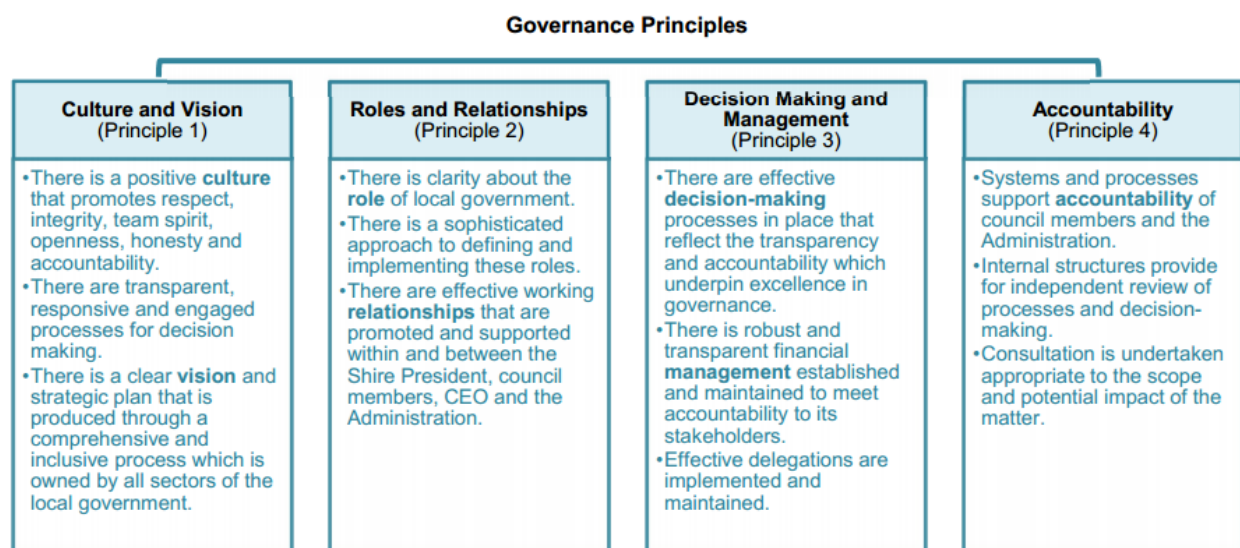 Governance Principles
Culture and Vision
(Principle 1)
•There is a positive culture
that promotes respect,
integrity, team spirit,
openness, honesty and
accountability.
•There are transparent,
responsive and engaged
processes for decision
making.
•There is a clear vision and
strategic plan that is
produced through a
comprehensive and
inclusive process which is
owned by all sectors of the
local government.
Roles and Relationships
(Principle 2)
•There is clarity about the
role of local government.
•There is a sophisticated
approach to defining and
implementing these roles.
•There are effective working
relationships that are
promoted and supported
within and between the
Shire President, council
members, CEO and the
Administration.
Decision Making and
Management
(Principle 3)
•There are effective
decision-making
processes in place that
reflect the transparency
and accountability which
underpin excellence in
governance.
•There is robust and
transparent financial
management established
and maintained to meet
accountability to its
stakeholders.
•Effective delegations are
implemented and
maintained.
Accountability
(Principle 4)
•Systems and processes
support accountability of
council members and the
Administration.
•Internal structures provide
for independent review of
processes and decision-
making.
•Consultation is undertaken
appropriate to the scope
and potential impact of the
matter.